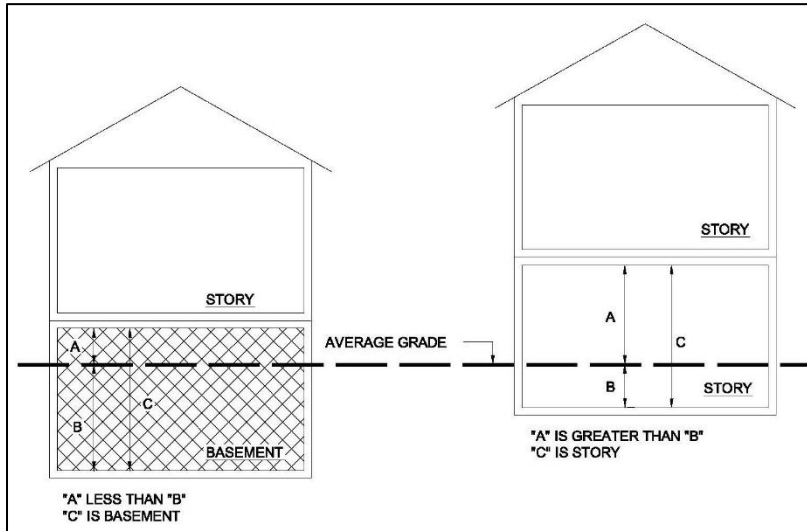 STORY
A
B
C
BASEMENT
"A" LESS THAN "B"
"C" IS BASEMENT
AVERAGE GRADE
STORY
A
C
B
STORY
"A" IS GREATER THAN "B"
"C" IS STORY